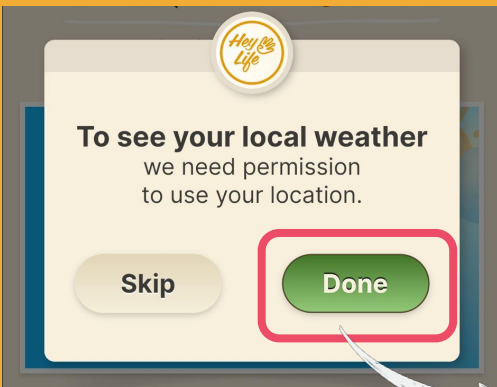 Hey
Life
To see your local weather
we need permission
to use your location.
Skip
Done